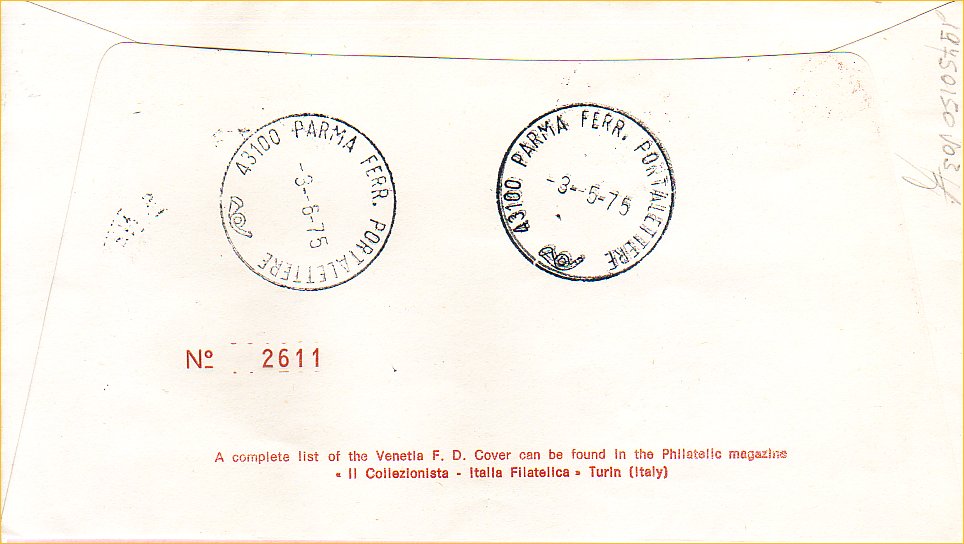 43100 PARMA FERR. PORTALETTERE
-3-6-75
43100 PARMA FERR. PORTALETTERE
-3-5-75
Nº 2611
A complete list of the Venetia F. D. Cover can be found in the Philatelic magazine
« Il Collezionista - Italia Filatelica » Turin (Italy)